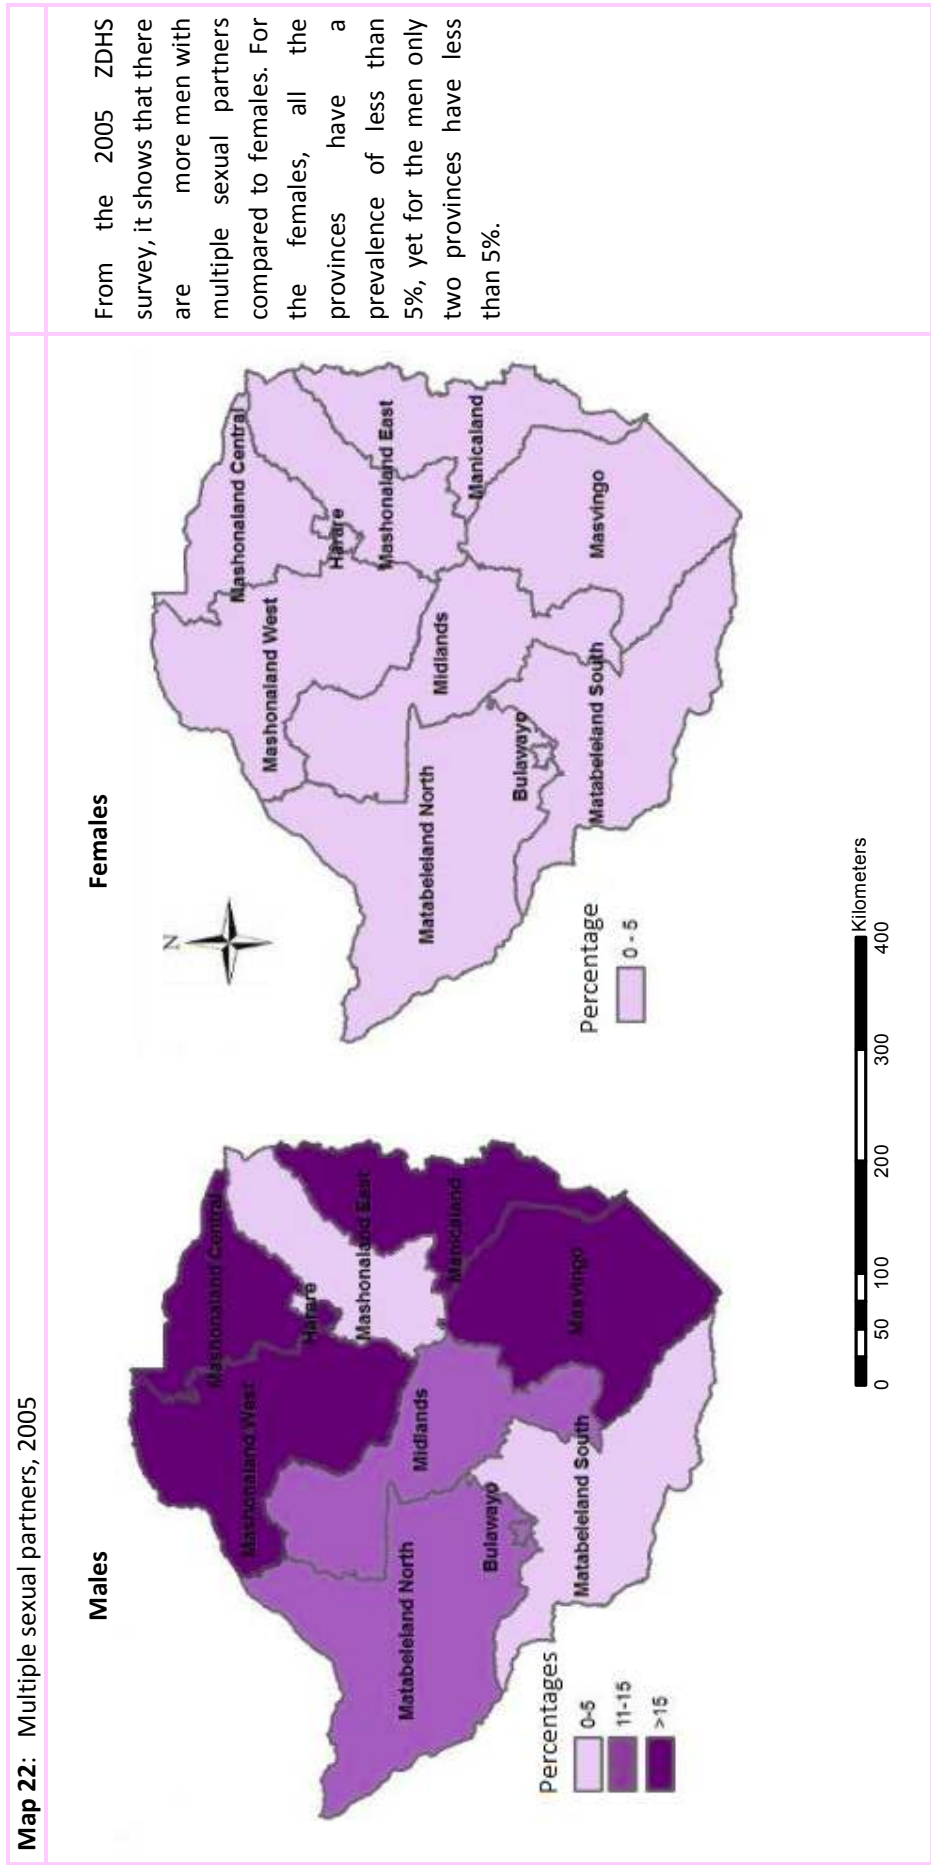 Map 22: Multiple sexual partners, 2005
Males
Mashonaland Central
Mashonaland West
Harare
Mashonaland East
Manicaland
Midlands
Matabeleland North
Bulawayo
Masvingo
Matabeleland South
Percentages
0-5
11-15
>15
Females
N
Mashonaland Central
Mashonaland West
Harare
Mashonaland East
Manicaland
Midlands
Matabeleland North
Bulawayo
Masvingo
Matabeleland South
Percentage
0 - 5
0 50 100 200 300 400
Kilometers
From the 2005 ZDHS
survey, it shows that there
are more men with
multiple sexual partners
compared to females. For
the females, all the
provinces have a
prevalence of less than
5%, yet for the men only
two provinces have less
than 5%.